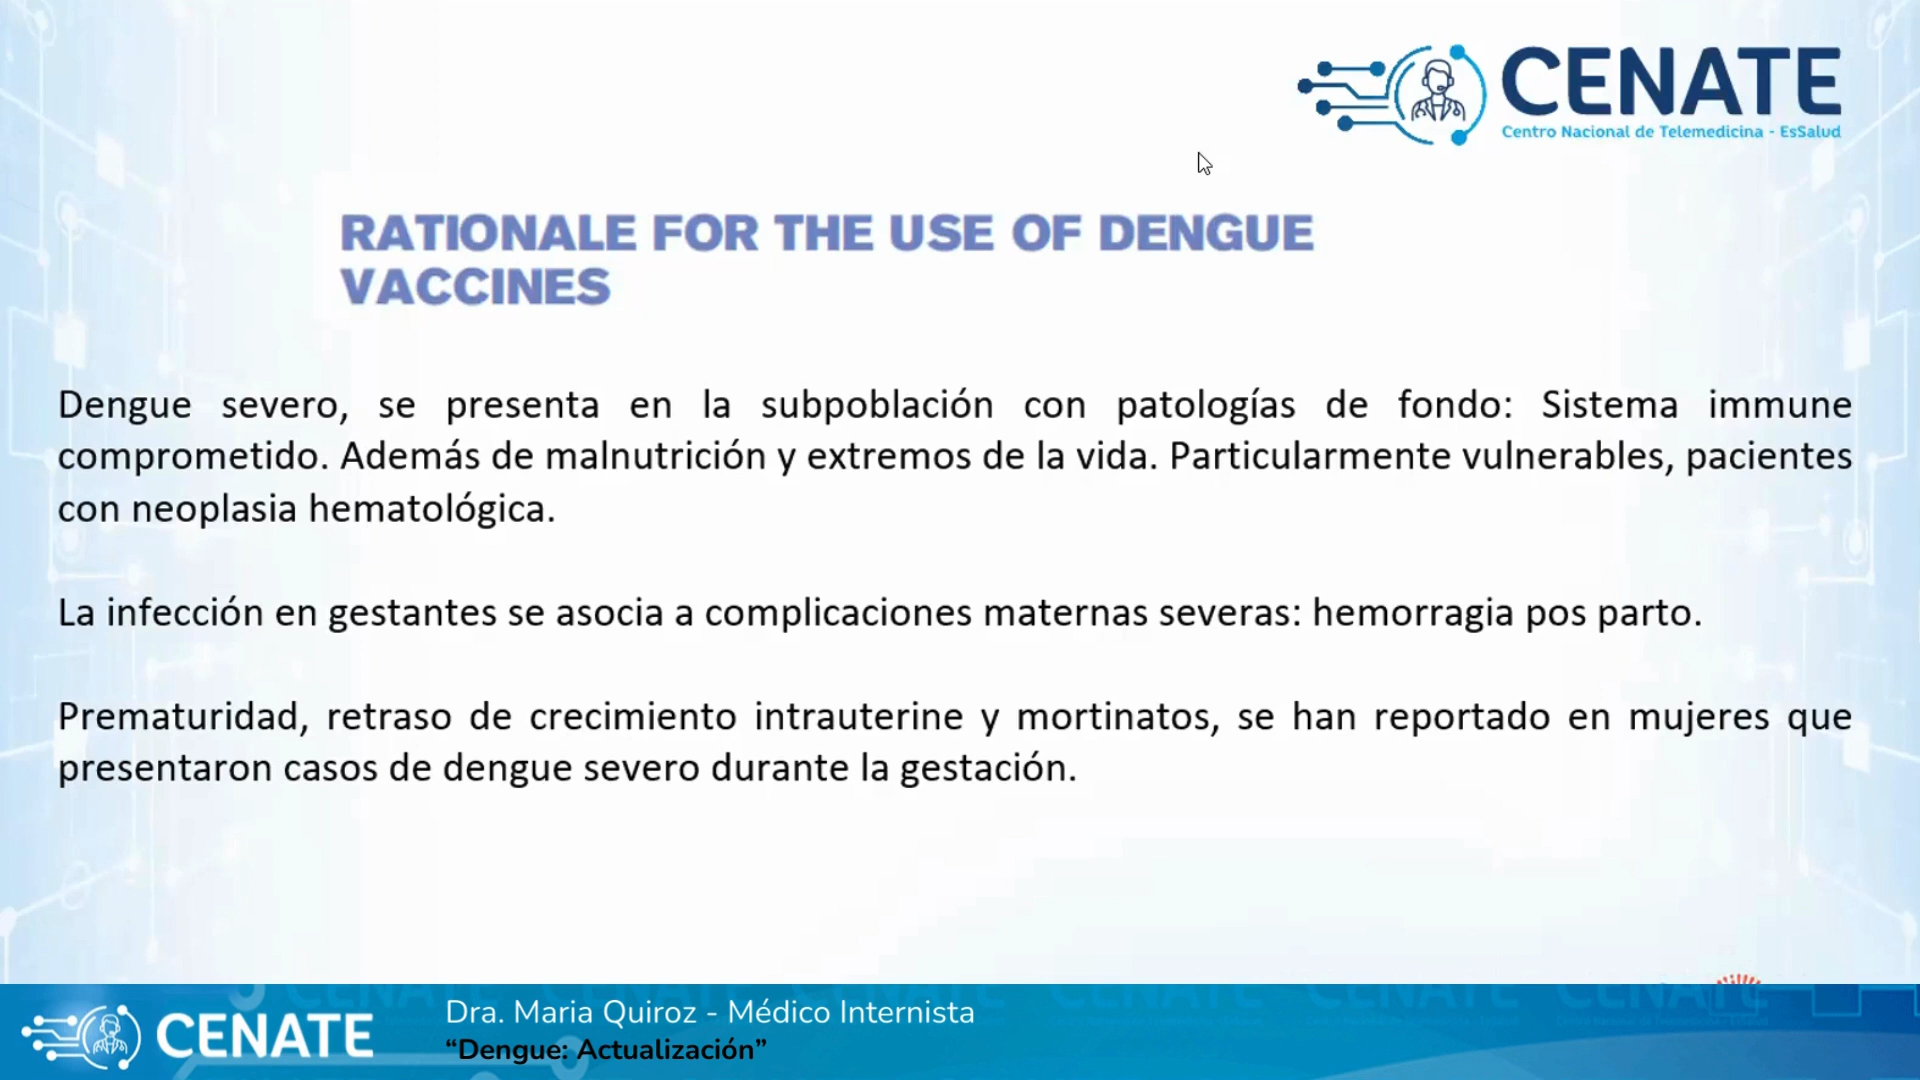 CENATE
Centro Nacional de Telemedicina - EsSalud
RATIONALE FOR THE USE OF DENGUE
VACCINES
Dengue severo, se presenta en la subpoblación con patologías de fondo: Sistema immune
comprometido. Además de malnutrición y extremos de la vida. Particularmente vulnerables, pacientes
con neoplasia hematológica.
La infección en gestantes se asocia a complicaciones maternas severas: hemorragia pos parto.
Prematuridad, retraso de crecimiento intrauterine y mortinatos, se han reportado en mujeres que
presentaron casos de dengue severo durante la gestación.
CENATE
Dra. Maria Quiroz - Médico Internista
“Dengue: Actualización”